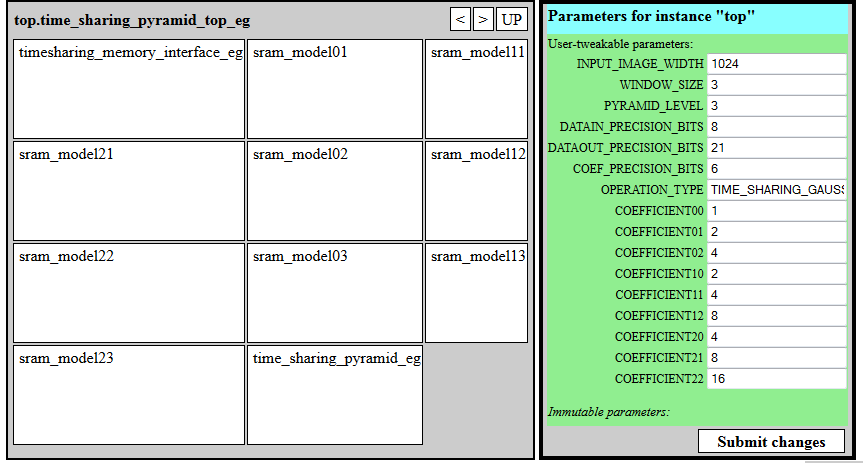 top.time_sharing_pyramid_top_eg
< > UP
timesharing_memory_interface_eg sram_model01 sram_model11
sram_model21 sram_model02 sram_model12
sram_model22 sram_model03 sram_model13
sram_model23 time_sharing_pyramid_eg
Parameters for instance "top"
User-tweakable parameters:
INPUT_IMAGE_WIDTH 1024
WINDOW_SIZE 3
PYRAMID_LEVEL 3
DATAIN_PRECISION_BITS 8
DATAOUT_PRECISION_BITS 21
COEF_PRECISION_BITS 6
OPERATION_TYPE TIME_SHARING_GAUSS
COEFFICIENT00 1
COEFFICIENT01 2
COEFFICIENT02 4
COEFFICIENT10 2
COEFFICIENT11 4
COEFFICIENT12 8
COEFFICIENT20 4
COEFFICIENT21 8
COEFFICIENT22 16
Immutable parameters:
Submit changes